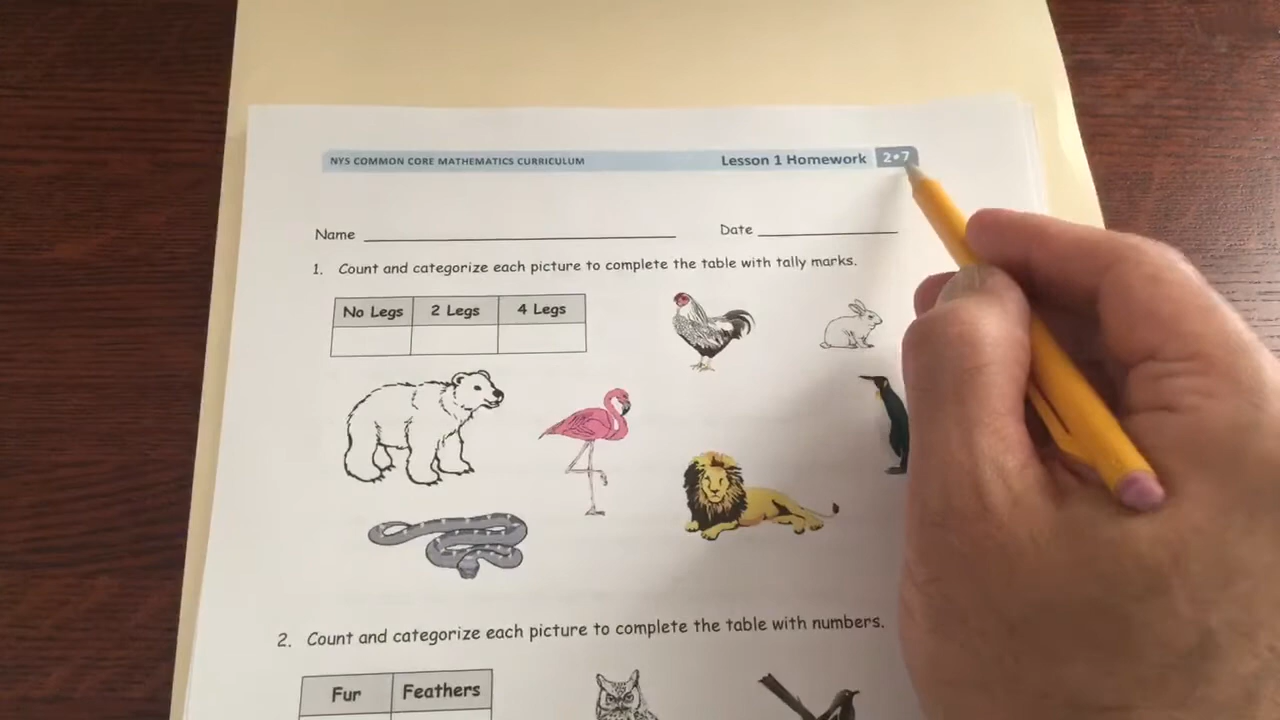 NYS COMMON CORE MATHEMATICS CURRICULUM Lesson 1 Homework 2•7
Name Date
1. Count and categorize each picture to complete the table with tally marks.
No Legs 2 Legs 4 Legs
2. Count and categorize each picture to complete the table with numbers.
Fur Feathers